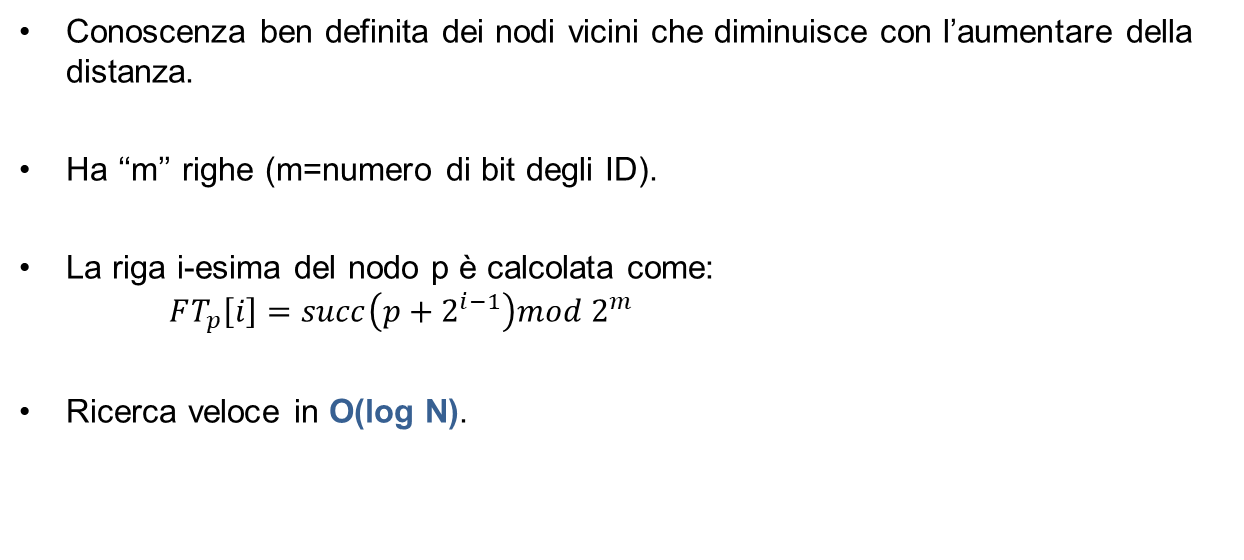 • Conoscenza ben definita dei nodi vicini che diminuisce con l’aumentare della
distanza.
• Ha “m” righe (m=numero di bit degli ID).
• La riga i-esima del nodo p è calcolata come:
$FT_p[i] = succ(p + 2^{i-1}) mod\ 2^m$
• Ricerca veloce in O(log N).